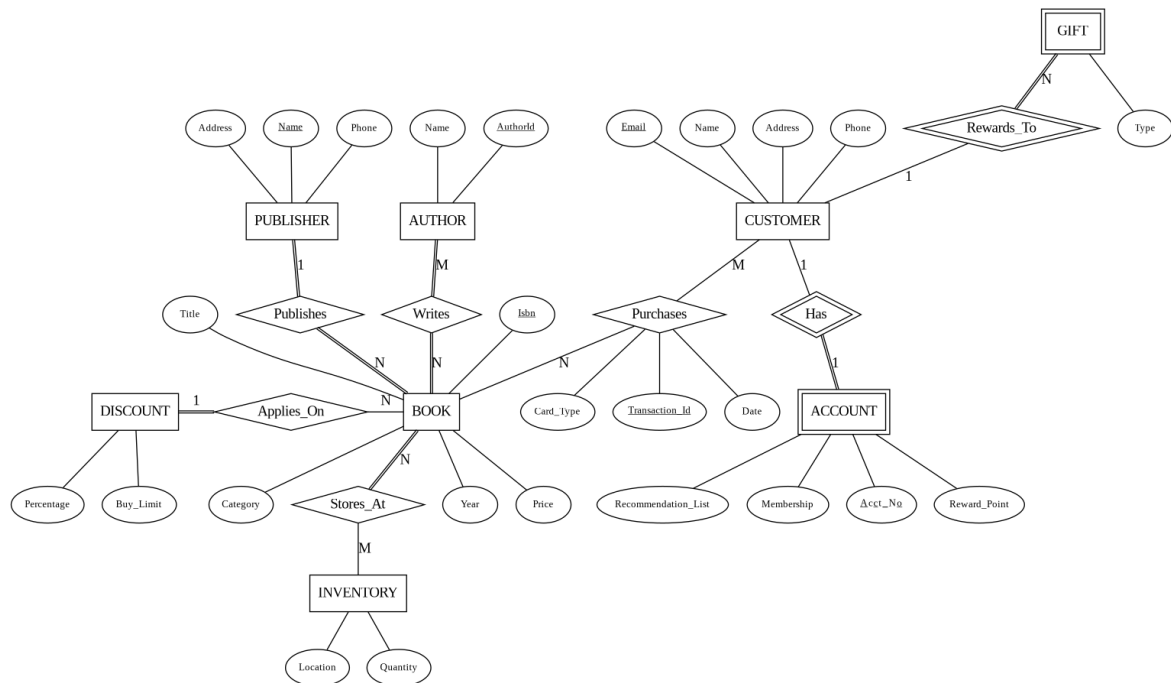 GIFT
N
Address
Name
Phone
Name
AuthorId
Email
Name
Address
Phone
Rewards_To
Type
1
PUBLISHER
AUTHOR
CUSTOMER
1
M
M
1
Title
Publishes
Writes
Isbn
Purchases
Has
N
N
N
1
DISCOUNT
1
Applies_On
N
BOOK
Card_Type
Transaction_Id
Date
ACCOUNT
N
Percentage
Buy_Limit
Category
Stores_At
Year
Price
Recommendation_List
Membership
Acct_No
Reward_Point
M
INVENTORY
Location
Quantity